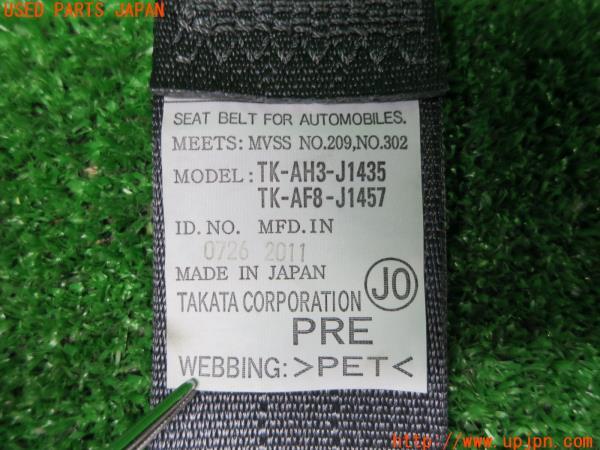 USED PARTS JAPAN
SEAT BELT FOR AUTOMOBILES.
MEETS: MVSS NO.209,NO.302
MODEL: TK-AH3-J1435
TK-AF8-J1457
ID.NO. MFD.IN
0726 2011
MADE IN JAPAN
TAKATA CORPORATION JO
PRE
WEBBING: >PET<
http://www.upjpn.com/